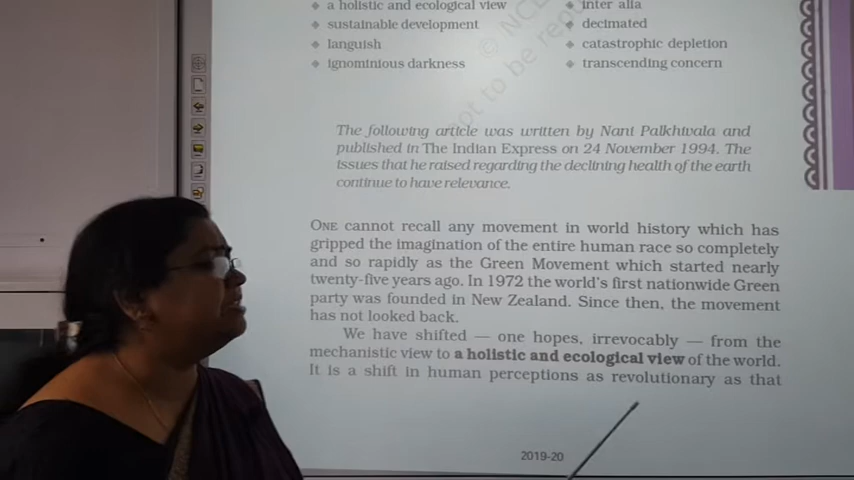 a holistic and ecological view
inter alia
sustainable development
decimated
languish
catastrophic depletion
ignominious darkness
transcending concern
© NCERT
not to be
The following article was written by Nani Palkhivala and
published in The Indian Express on 24 November 1994. The
issues that he raised regarding the declining health of the earth
continue to have relevance.
ONE cannot recall any movement in world history which has
gripped the imagination of the entire human race so completely
and so rapidly as the Green Movement which started nearly
twenty-five years ago. In 1972 the world's first nationwide Green
party was founded in New Zealand. Since then, the movement
has not looked back.
We have shifted — one hopes, irrevocably — from the
mechanistic view to a holistic and ecological view of the world.
It is a shift in human perceptions as revolutionary as that
2019-20